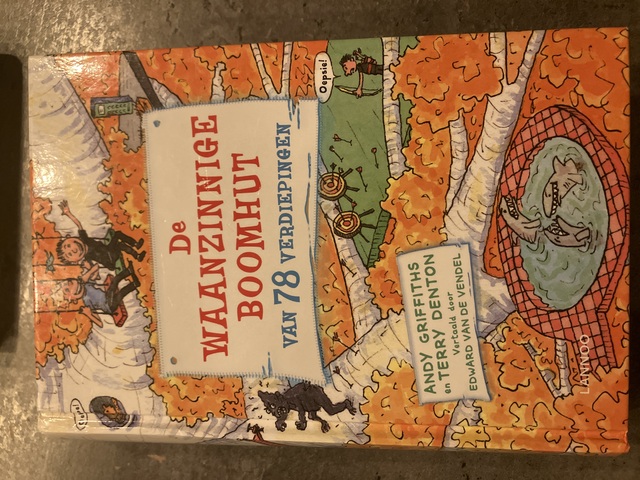 De
WAANZINNIGE
BOOMHUT
VAN 78 VERDIEPINGEN
Oepsie!
ANDY GRIFFITHS
en TERRY DENTON
Vertaald door
EDWARD VAN DE VENDEL
LANNOO